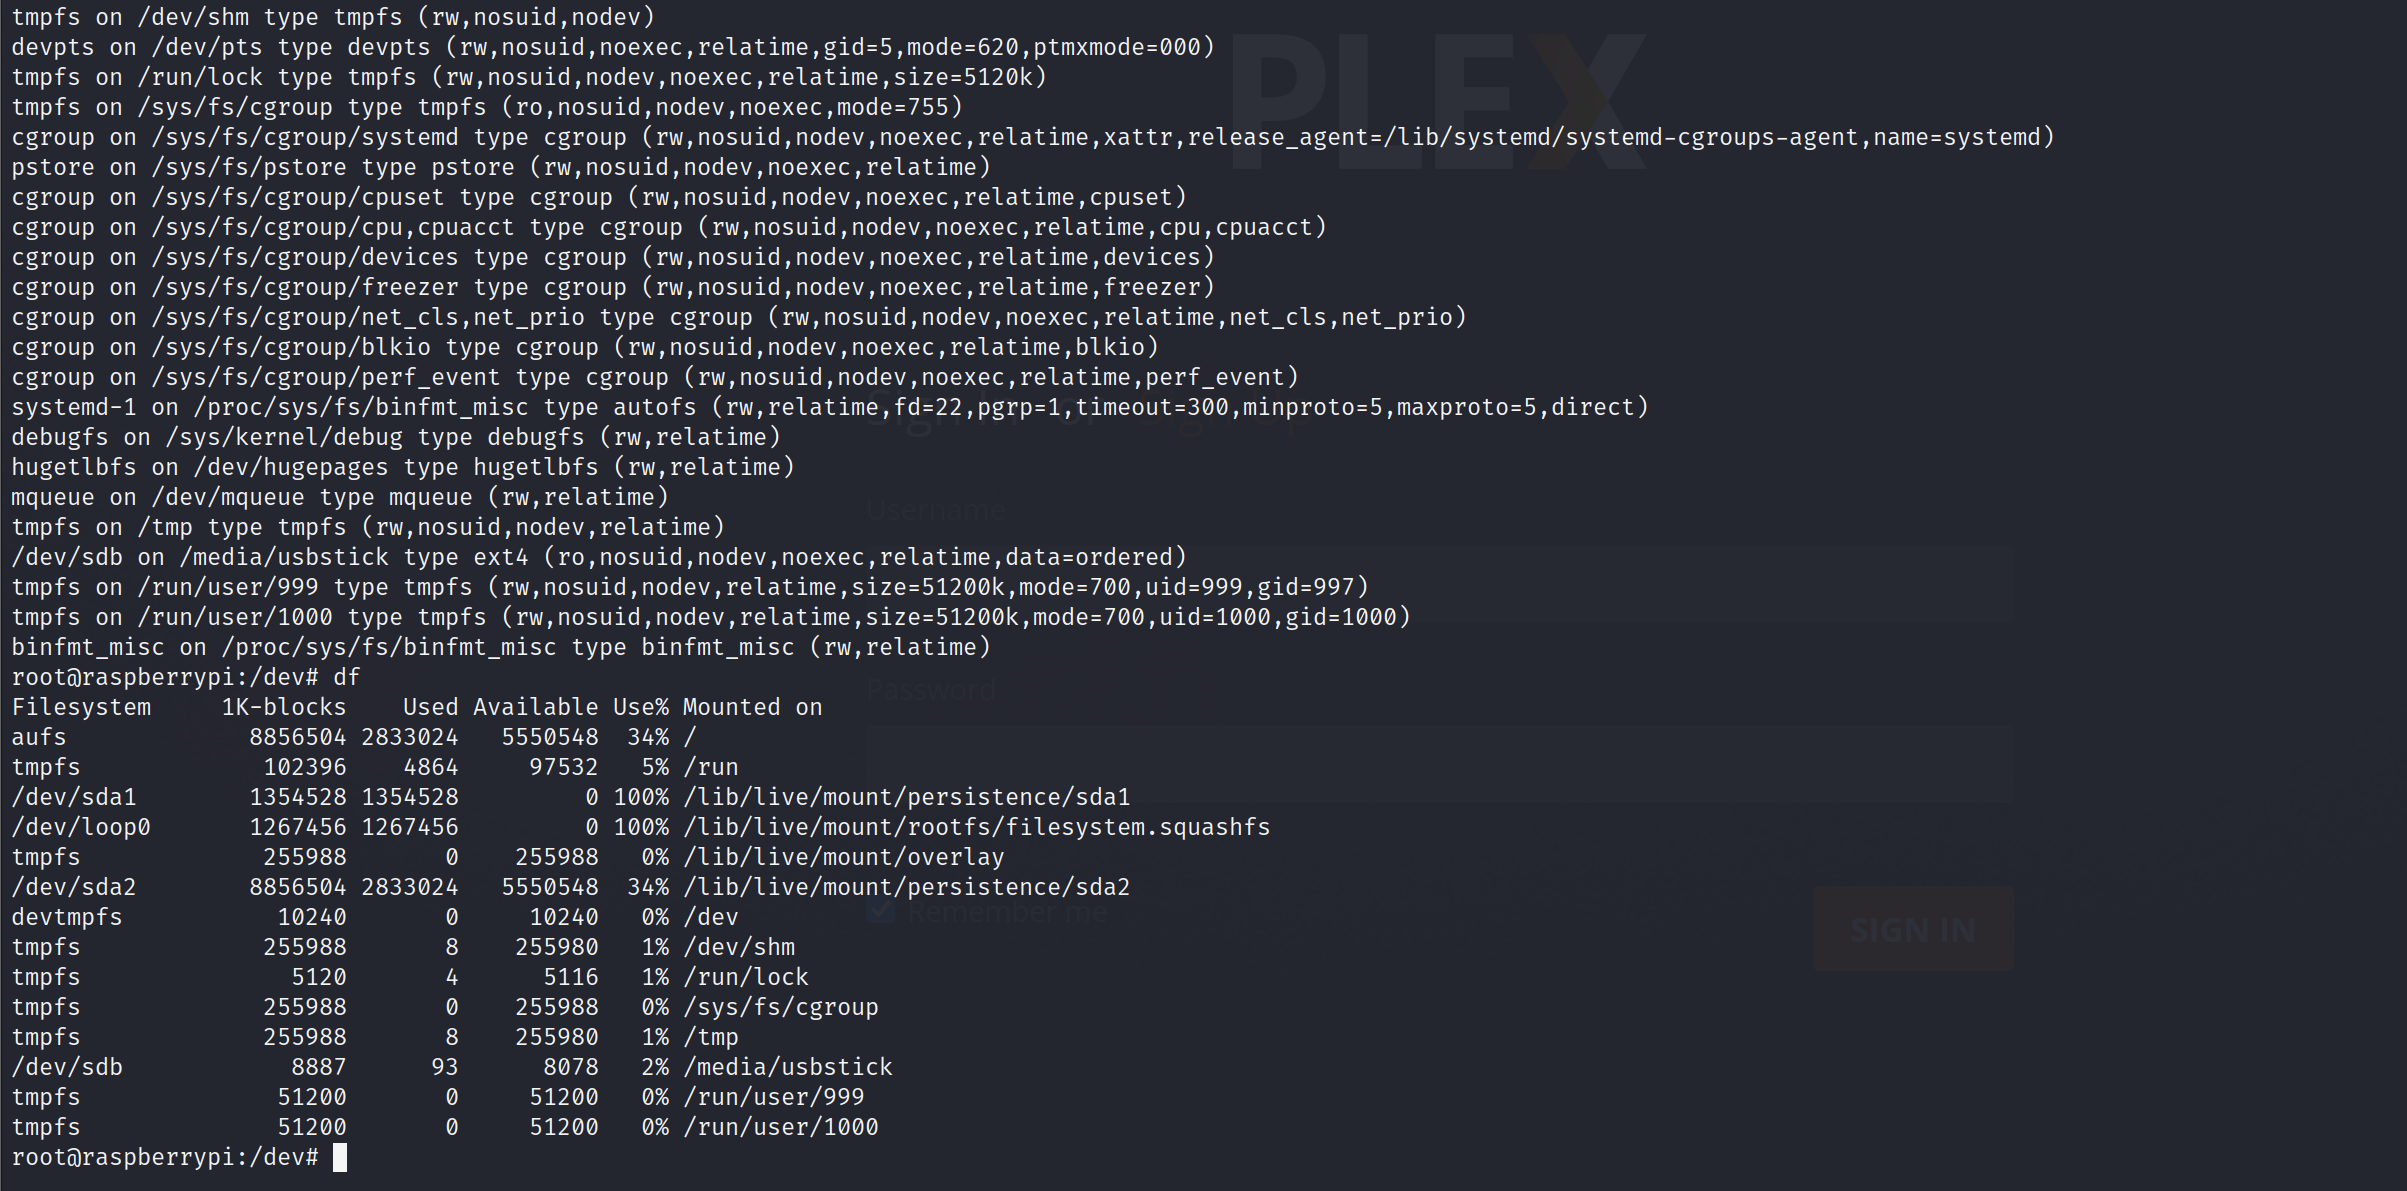 tmpfs on /dev/shm type tmpfs (rw,nosuid,nodev)
devpts on /dev/pts type devpts (rw,nosuid,noexec,relatime,gid=5,mode=620,ptmxmode=000)
tmpfs on /run/lock type tmpfs (rw,nosuid,nodev,noexec,relatime,size=5120k)
tmpfs on /sys/fs/cgroup type tmpfs (ro,nosuid,nodev,noexec,mode=755)
cgroup on /sys/fs/cgroup/systemd type cgroup (rw,nosuid,nodev,noexec,relatime,xattr,release_agent=/lib/systemd/systemd-cgroups-agent,name=systemd)
pstore on /sys/fs/pstore type pstore (rw,nosuid,nodev,noexec,relatime)
cgroup on /sys/fs/cgroup/cpuset type cgroup (rw,nosuid,nodev,noexec,relatime,cpuset)
cgroup on /sys/fs/cgroup/cpu,cpuacct type cgroup (rw,nosuid,nodev,noexec,relatime,cpu,cpuacct)
cgroup on /sys/fs/cgroup/devices type cgroup (rw,nosuid,nodev,noexec,relatime,devices)
cgroup on /sys/fs/cgroup/freezer type cgroup (rw,nosuid,nodev,noexec,relatime,freezer)
cgroup on /sys/fs/cgroup/net_cls,net_prio type cgroup (rw,nosuid,nodev,noexec,relatime,net_cls,net_prio)
cgroup on /sys/fs/cgroup/blkio type cgroup (rw,nosuid,nodev,noexec,relatime,blkio)
cgroup on /sys/fs/cgroup/perf_event type cgroup (rw,nosuid,nodev,noexec,relatime,perf_event)
systemd-1 on /proc/sys/fs/binfmt_misc type autofs (rw,relatime,fd=22,pgrp=1,timeout=300,minproto=5,maxproto=5,direct)
debugfs on /sys/kernel/debug type debugfs (rw,relatime)
hugetlbfs on /dev/hugepages type hugetlbfs (rw,relatime)
mqueue on /dev/mqueue type mqueue (rw,relatime)
tmpfs on /tmp type tmpfs (rw,nosuid,nodev,relatime)
/dev/sdb on /media/usbstick type ext4 (ro,nosuid,nodev,noexec,relatime,data=ordered)
tmpfs on /run/user/999 type tmpfs (rw,nosuid,nodev,relatime,size=51200k,mode=700,uid=999,gid=997)
tmpfs on /run/user/1000 type tmpfs (rw,nosuid,nodev,relatime,size=51200k,mode=700,uid=1000,gid=1000)
binfmt_misc on /proc/sys/fs/binfmt_misc type binfmt_misc (rw,relatime)
root@raspberrypi:/dev# df
Filesystem     1K-blocks    Used Available Use% Mounted on
aufs             8856504 2833024   5550548  34% /
tmpfs             102396    4864     97532   5% /run
/dev/sda1        1354528 1354528         0 100% /lib/live/mount/persistence/sda1
/dev/loop0       1267456 1267456         0 100% /lib/live/mount/rootfs/filesystem.squashfs
tmpfs             255988       0    255988   0% /lib/live/mount/overlay
/dev/sda2        8856504 2833024   5550548  34% /lib/live/mount/persistence/sda2
devtmpfs           10240       0     10240   0% /dev
tmpfs             255988       8    255980   1% /dev/shm
tmpfs               5120       4      5116   1% /run/lock
tmpfs             255988       0    255988   0% /sys/fs/cgroup
tmpfs             255988       8    255980   1% /tmp
/dev/sdb            8887      93      8078   2% /media/usbstick
tmpfs              51200       0     51200   0% /run/user/999
tmpfs              51200       0     51200   0% /run/user/1000
root@raspberrypi:/dev#
PLEX
Sign In or Sign Up
Username
Password
Remember me
SIGN IN